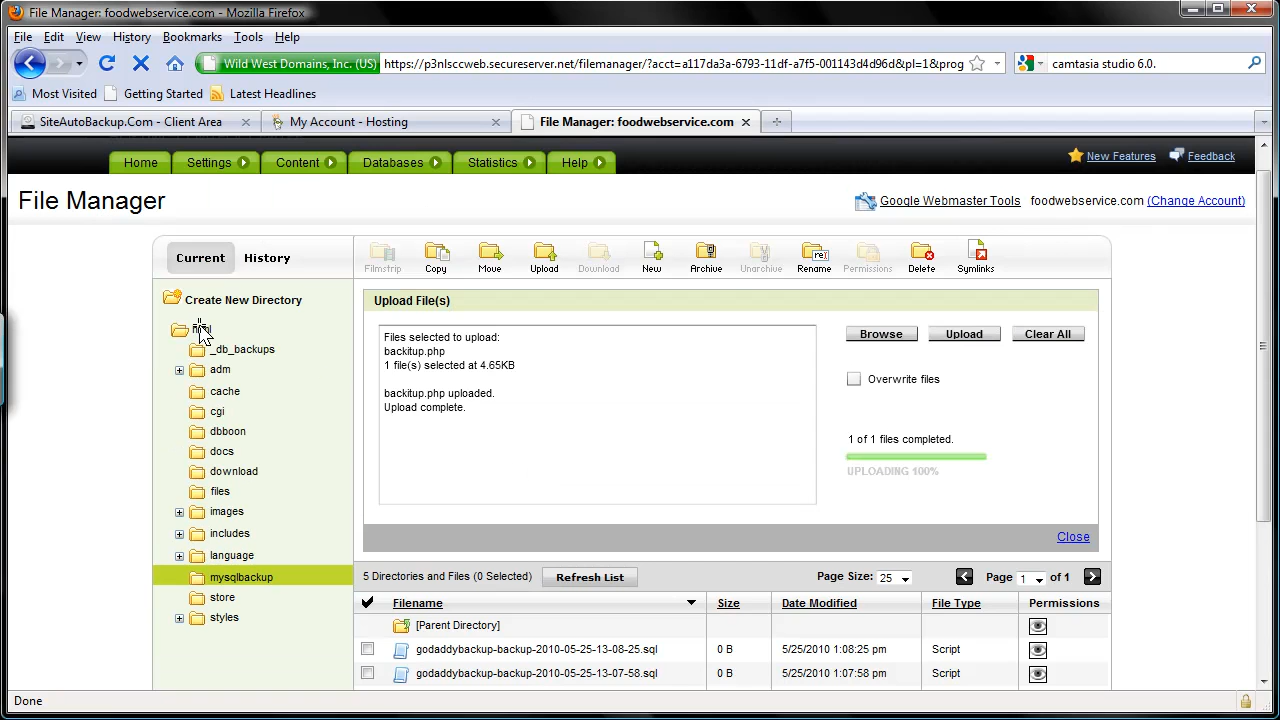 File Manager: foodwebservice.com - Mozilla Firefox
File Edit View History Bookmarks Tools Help
Wild West Domains, Inc. (US) https://p3nlsccweb.secureserver.net/filemanager/?acct=a117da3a-6793-11df-a7f5-001143d4d96d&pl=1&prog camtasia studio 6.0.
Most Visited Getting Started Latest Headlines
SiteAutoBackup.Com - Client Area My Account - Hosting File Manager: foodwebservice.com
Home Settings Content Databases Statistics Help New Features Feedback
File Manager Google Webmaster Tools foodwebservice.com (Change Account)
Current History Filmstrip Copy Move Upload Download New Archive Unarchive Rename Permissions Delete Symlinks
Create New Directory
_db_backups
adm
cache
cgi
dbboon
docs
download
files
images
includes
language
mysqlbackup
store
styles
Upload File(s)
Files selected to upload:
backitup.php
1 file(s) selected at 4.65KB
backitup.php uploaded.
Upload complete.
Browse Upload Clear All
Overwrite files
1 of 1 files completed.
UPLOADING 100%
Close
5 Directories and Files (0 Selected) Refresh List Page Size: 25 Page 1 of 1
Filename Size Date Modified File Type Permissions
[Parent Directory]
godaddybackup-backup-2010-05-25-13-08-25.sql 0 B 5/25/2010 1:08:25 pm Script
godaddybackup-backup-2010-05-25-13-07-58.sql 0 B 5/25/2010 1:07:58 pm Script
Done